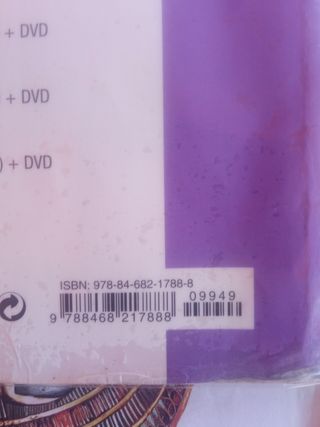 + DVD
+ DVD
) + DVD
ISBN: 978-84-682-1788-8
09949
9 788468 217888